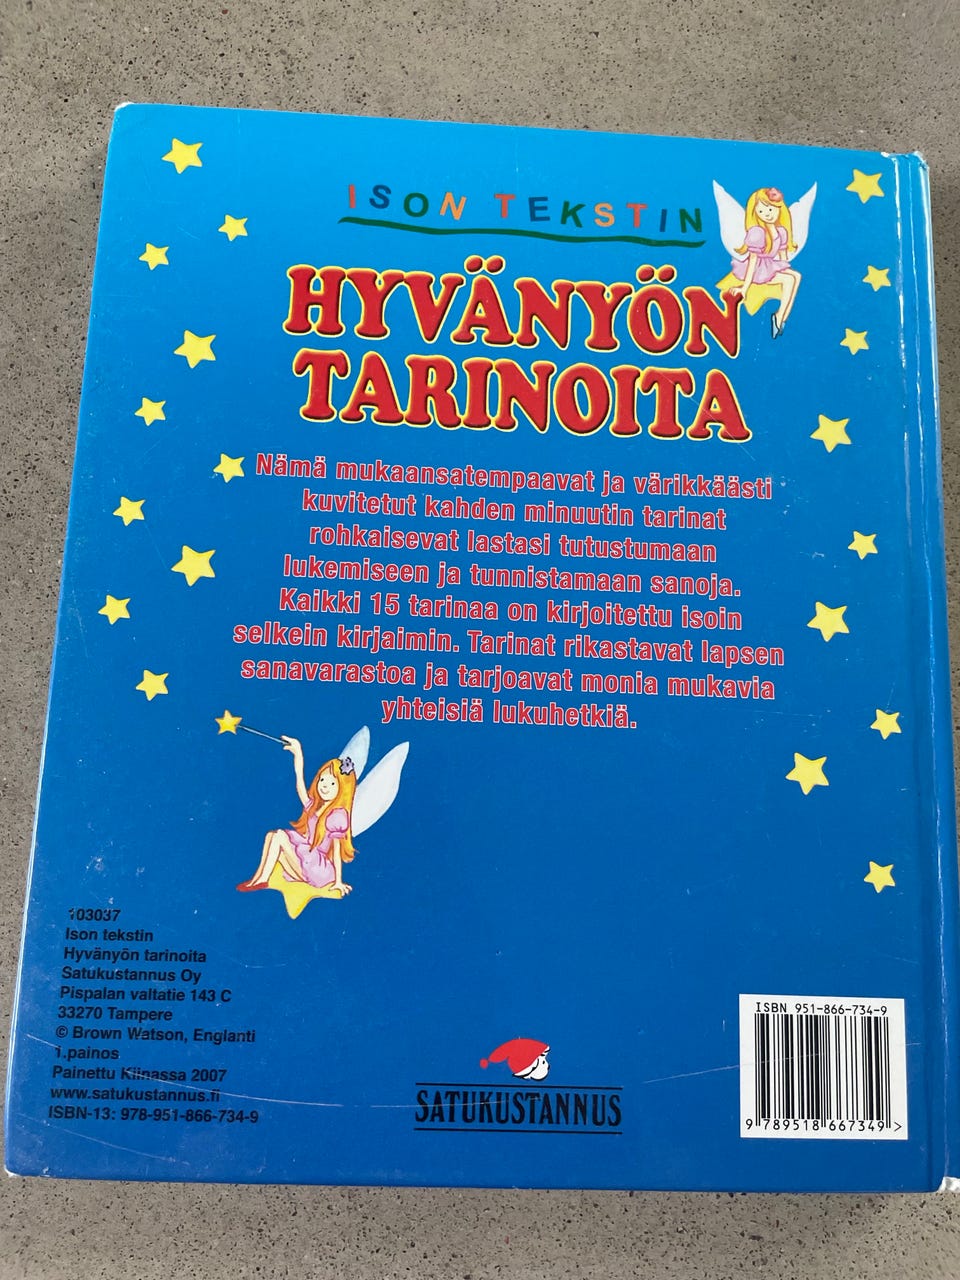 ISON TEKSTIN
HYVÄNYÖN
TARINOITA
Nämä mukaansatempaavat ja värikkäästi
kuvitetut kahden minuutin tarinat
rohkaisevat lastasi tutustumaan
lukemiseen ja tunnistamaan sanoja.
Kaikki 15 tarinaa on kirjoitettu isoin
selkein kirjaimin. Tarinat rikastavat lapsen
sanavarastoa ja tarjoavat monia mukavia
yhteisiä lukuhetkiä.
103037
Ison tekstin
Hyvänyön tarinoita
Satukustannus Oy
Pispalan valtatie 143 C
33270 Tampere
© Brown Watson, Englanti
1.painos
Painettu Kiinassa 2007
www.satukustannus.fi
ISBN-13: 978-951-866-734-9
SATUKUSTANNUS
ISBN 951-866-734-9
9 789518 667349 >